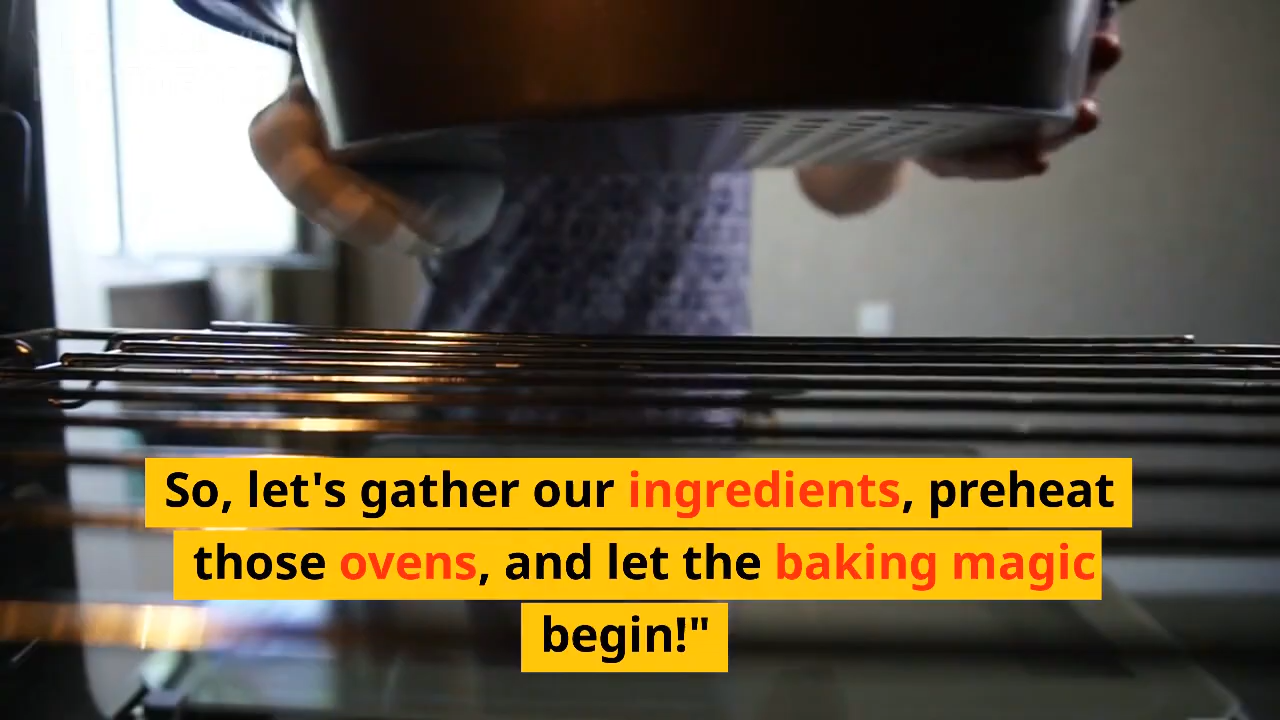 So, let's gather our ingredients, preheat
those ovens, and let the baking magic
begin!"